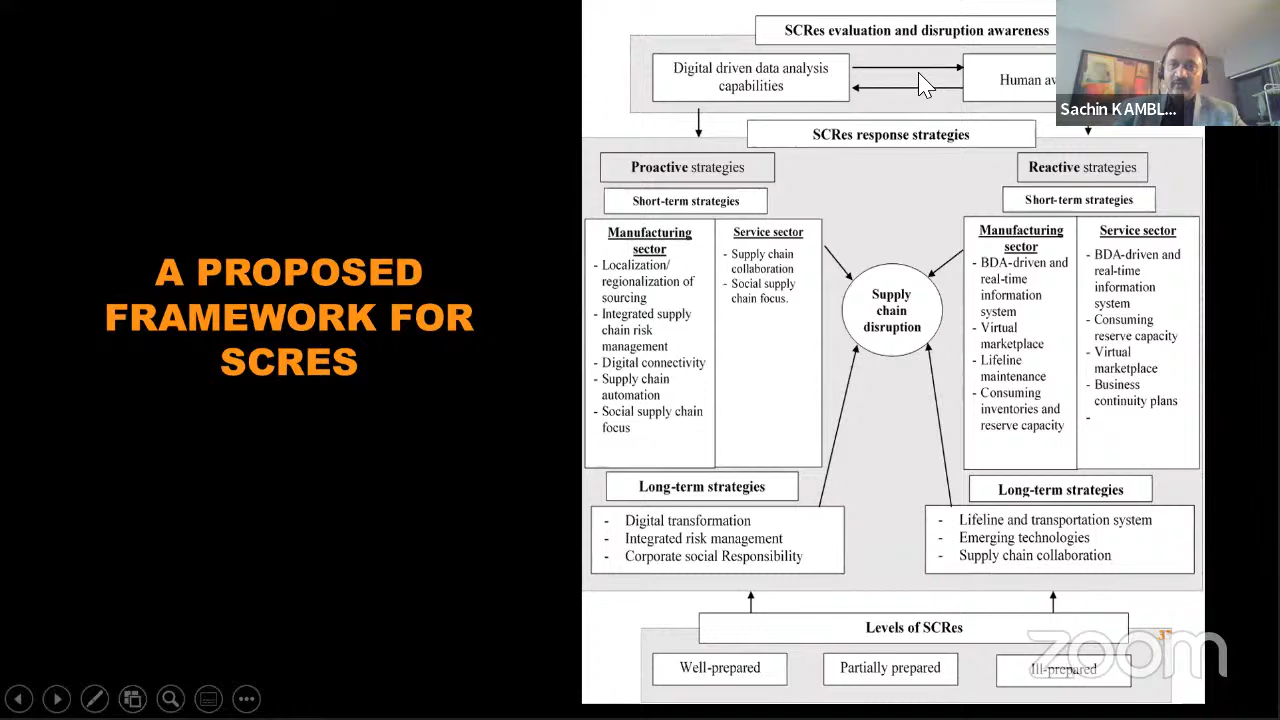 A PROPOSED
FRAMEWORK FOR
SCRES
SCRes evaluation and disruption awareness
Digital driven data analysis
capabilities
Human
Sachin KAMBL...
SCRes response strategies
Proactive strategies
Short-term strategies
Manufacturing
sector
- Localization/
regionalization of
sourcing
- Integrated supply
chain risk
management
- Digital connectivity
- Supply chain
automation
- Social supply chain
focus
Service sector
- Supply chain
collaboration
- Social supply
chain focus.
Supply
chain
disruption
Reactive strategies
Short-term strategies
Manufacturing
sector
- BDA-driven and
real-time
information
system
- Virtual
marketplace
- Lifeline
maintenance
- Consuming
inventories and
reserve capacity
Service sector
- BDA-driven and
real-time
information
system
- Consuming
reserve capacity
- Virtual
marketplace
- Business
continuity plans
-
Long-term strategies
- Digital transformation
- Integrated risk management
- Corporate social Responsibility
Long-term strategies
- Lifeline and transportation system
- Emerging technologies
- Supply chain collaboration
Levels of SCRes
Well-prepared
Partially prepared
Ill-prepared
zoom